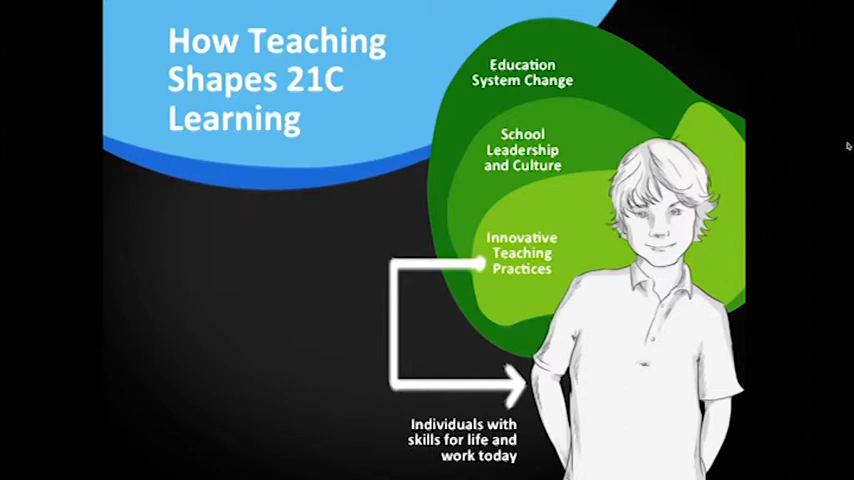 How Teaching
Shapes 21C
Learning
Education
System Change
School
Leadership
and Culture
Innovative
Teaching
Practices
Individuals with
skills for life and
work today